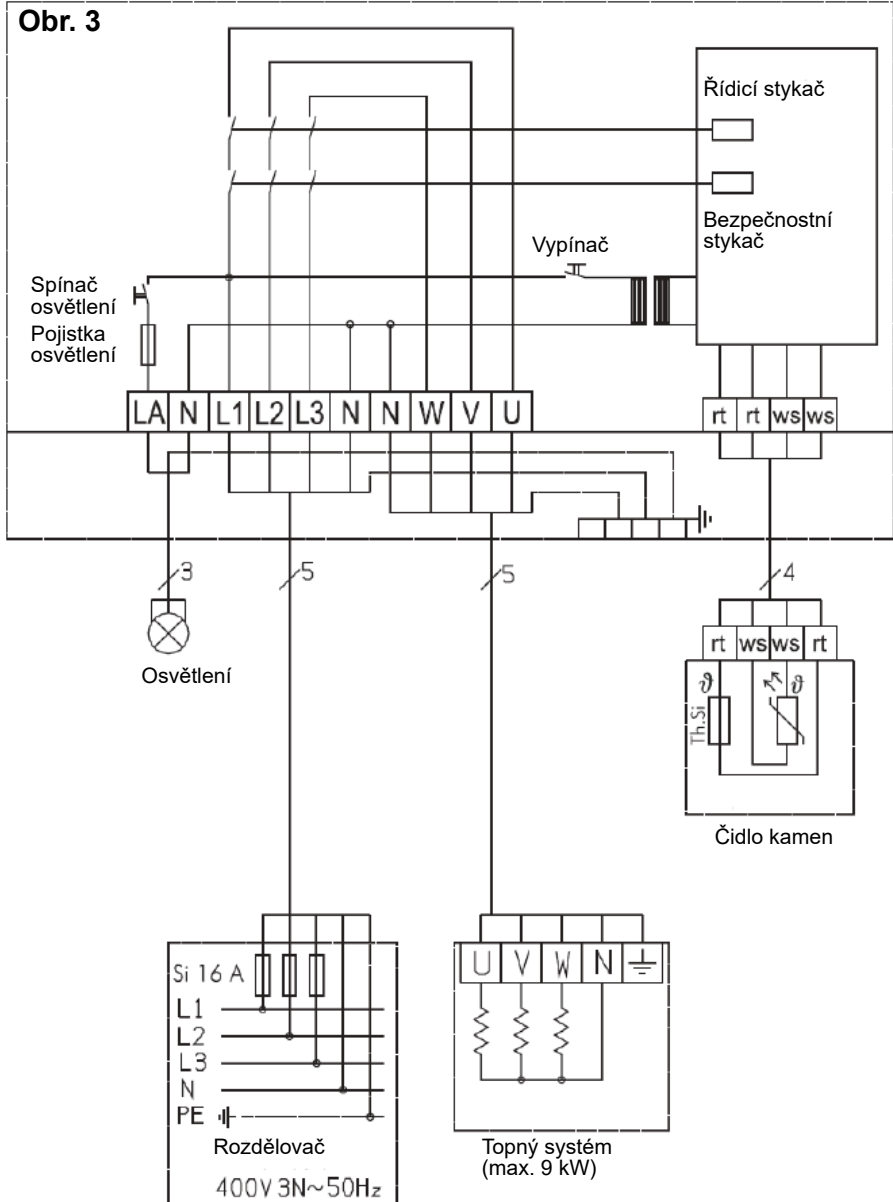 Obr. 3
Řídicí stykač
Bezpečnostní
stykač
Vypínač
Spínač
osvětlení
Pojistka
osvětlení
LA N L1 L2 L3 N N W V U
rt rt ws ws
3
5
5
4
Osvětlení
rt ws ws rt
ϑ
ϑ
Th.Si
Čidlo kamen
Si 16 A
L1
L2
L3
N
PE
Rozdělovač
400V 3N~50Hz
U V W N
Topný systém
(max. 9 kW)